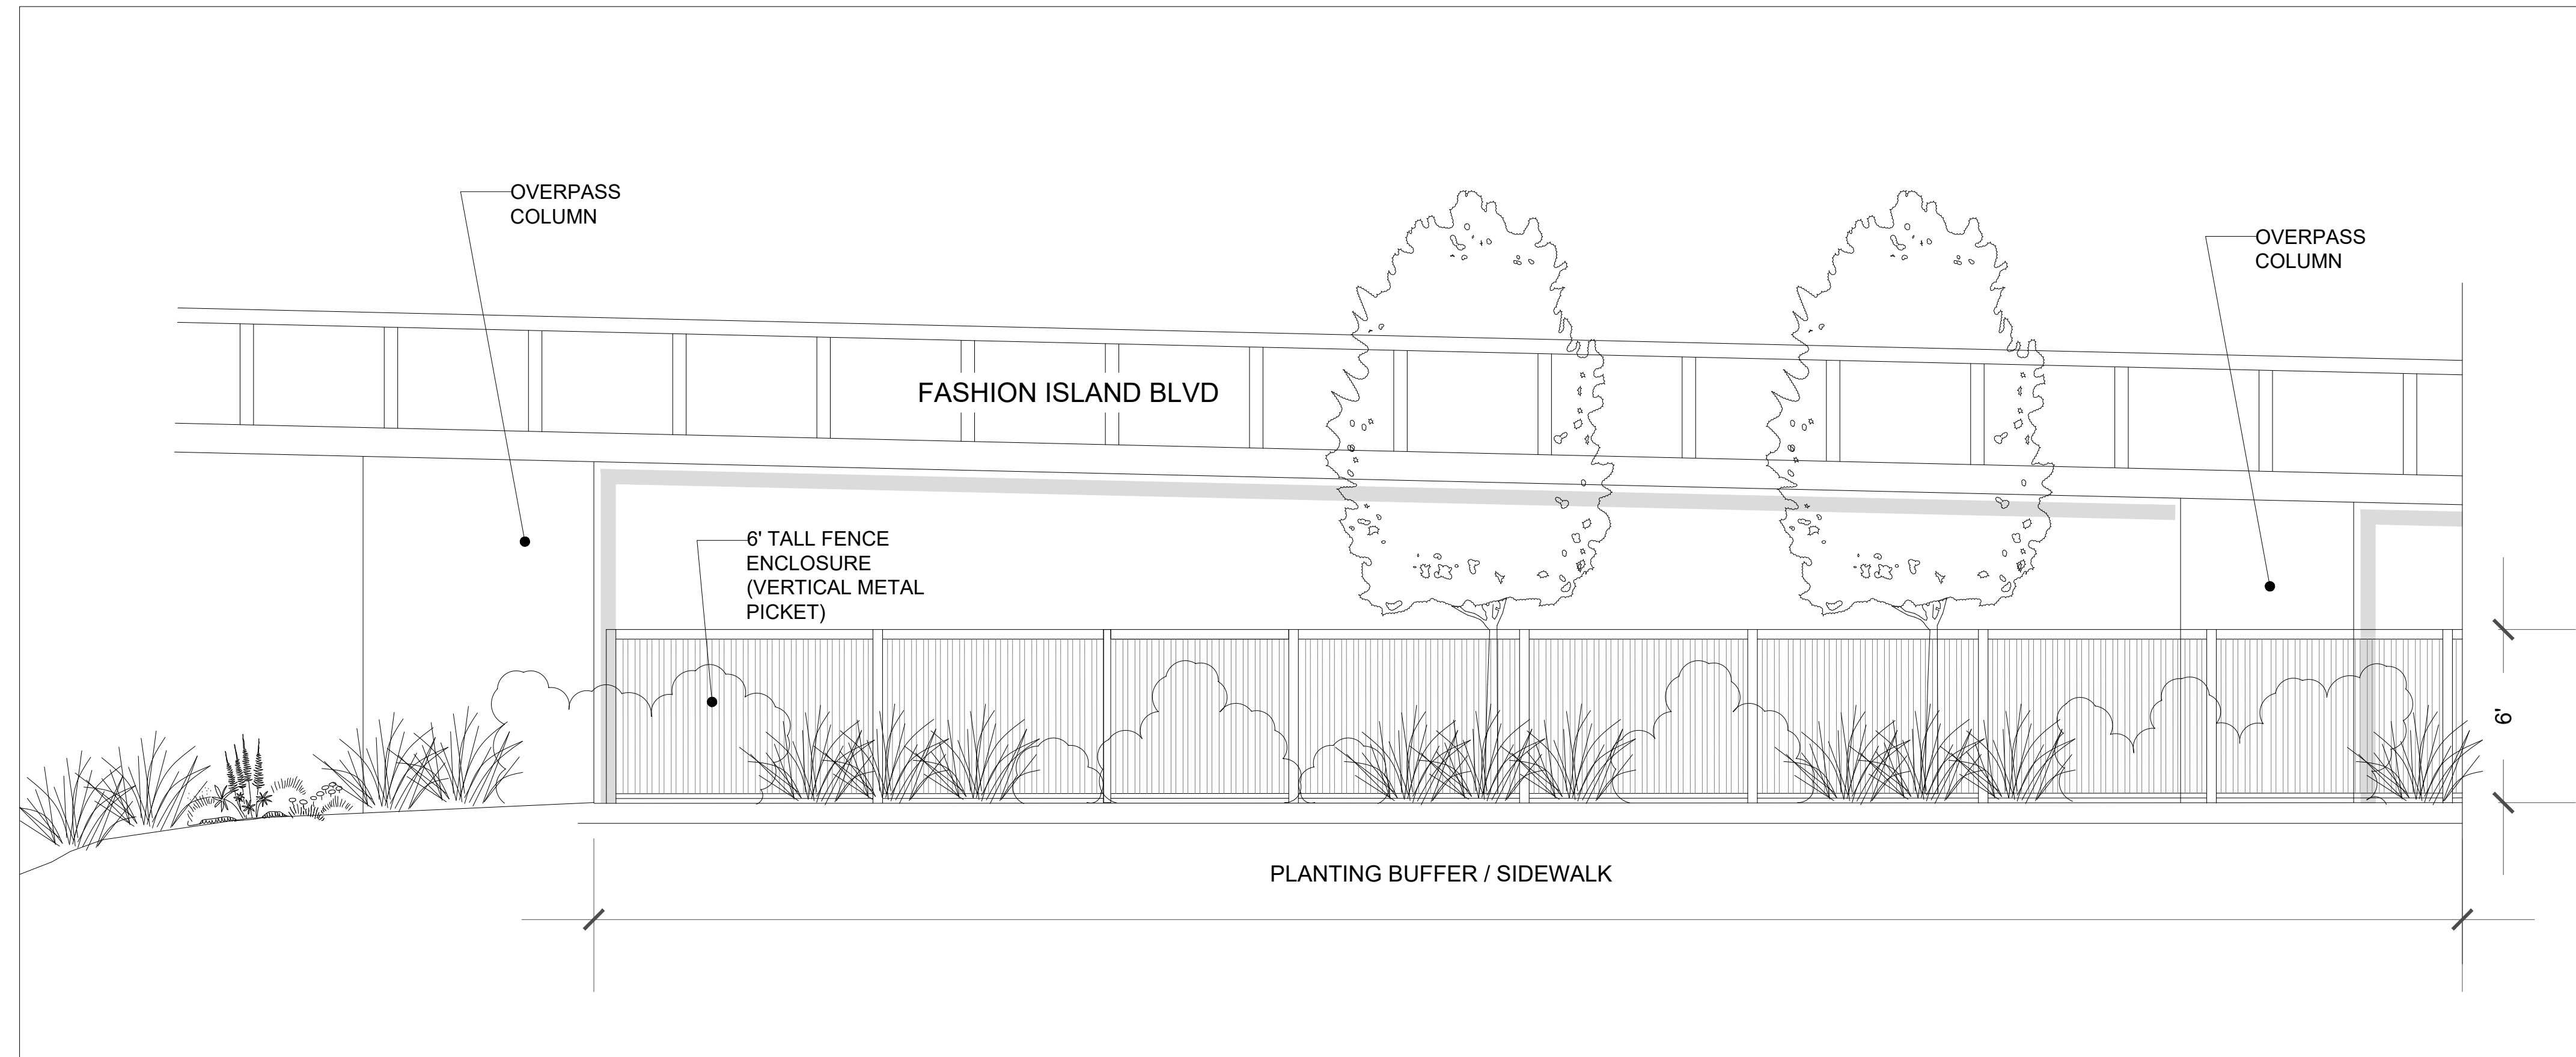 OVERPASS
COLUMN
OVERPASS
COLUMN
FASHION ISLAND BLVD
6' TALL FENCE
ENCLOSURE
(VERTICAL METAL
PICKET)
6'
PLANTING BUFFER / SIDEWALK